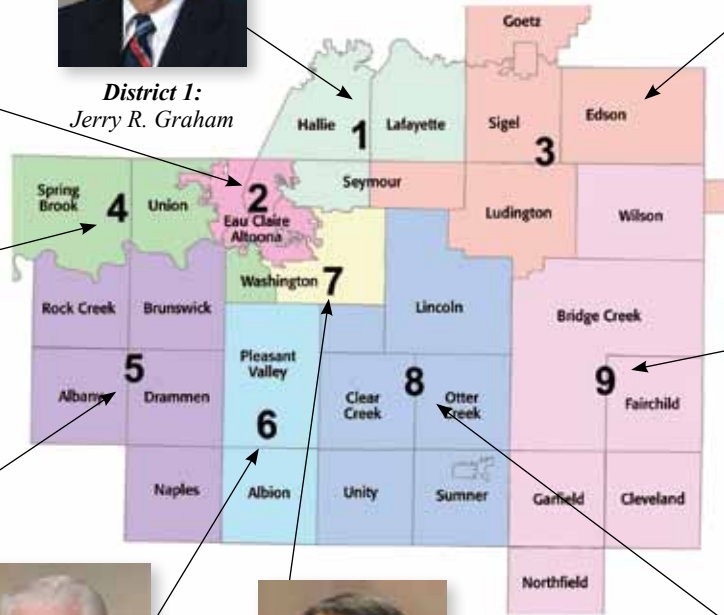 District 1:
Jerry R. Graham
Goetz
Hallie
1
Lafayette
Sigel
3
Edson
Spring
Brook
4
Union
2
Eau Claire
Altoona
Seymour
Ludington
Wilson
Washington
7
Rock Creek
Brunswick
Lincoln
Bridge Creek
Pleasant
Valley
5
Albany
Drammen
6
Clear
Creek
8
Otter
Creek
9
Fairchild
Naples
Albion
Unity
Sumner
Garfield
Cleveland
Northfield